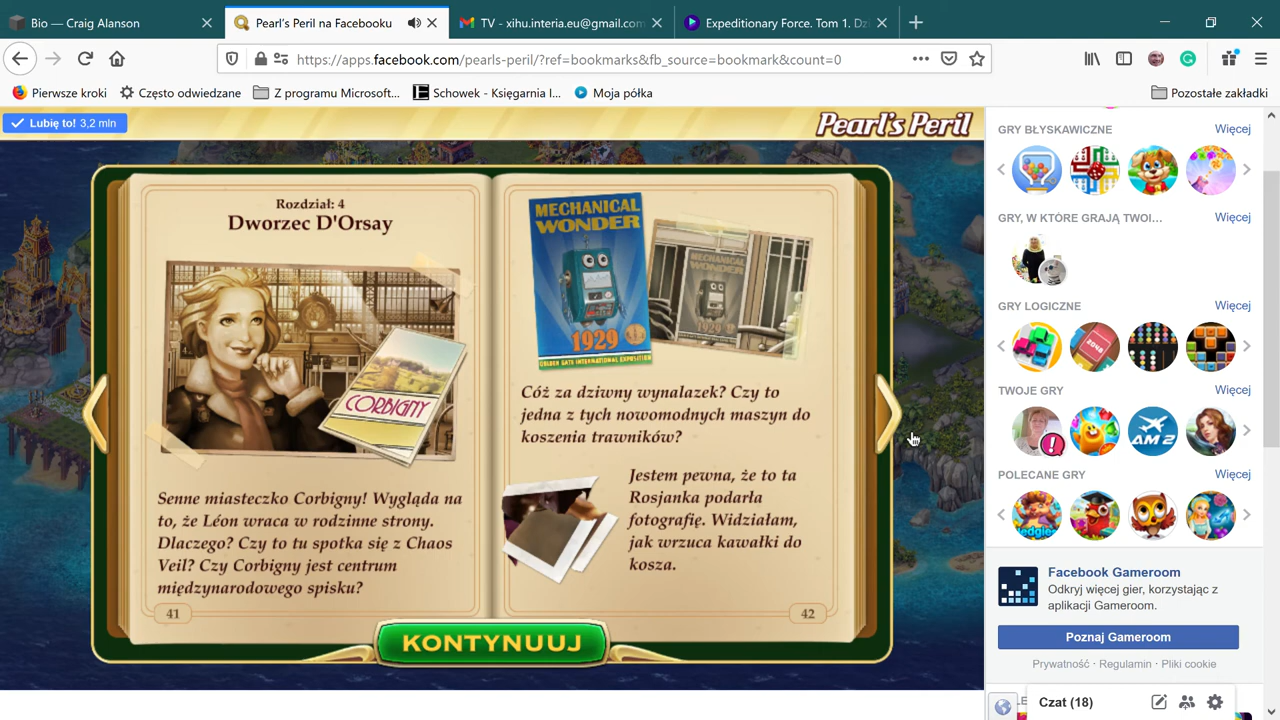 Bio — Craig Alanson
Pearl's Peril na Facebooku
TV - xihu.interia.eu@gmail.com
Expeditionary Force. Tom 1. Dz
https://apps.facebook.com/pearls-peril/?ref=bookmarks&fb_source=bookmark&count=0
Pierwsze kroki
Często odwiedzane
Z programu Microsoft...
Schowek - Księgarnia I...
Moja półka
Pozostałe zakładki
Lubię to! 3,2 mln
Pearl's Peril
Rozdział: 4
Dworzec D'Orsay
CORBIGNY
Senne miasteczko Corbigny! Wygląda na
to, że Léon wraca w rodzinne strony.
Dlaczego? Czy to tu spotka się z Chaos
Veil? Czy Corbigny jest centrum
międzynarodowego spisku?
41
MECHANICAL
WONDER
1929
GOLDEN GATE INTERNATIONAL EXPOSITION
MECHANICAL
WONDER
1929
Cóż za dziwny wynalazek? Czy to
jedna z tych nowomodnych maszyn do
koszenia trawników?
Jestem pewna, że to ta
Rosjanka podarła
fotografię. Widziałam,
jak wrzuca kawałki do
kosza.
42
KONTYNUUJ
GRY BŁYSKAWICZNE
Więcej
GRY, W KTÓRE GRAJĄ TWOI...
Więcej
GRY LOGICZNE
Więcej
2048
TWOJE GRY
Więcej
AM 2
POLECANE GRY
Więcej
Facebook Gameroom
Odkryj więcej gier, korzystając z
aplikacji Gameroom.
Poznaj Gameroom
Prywatność · Regulamin · Pliki cookie
Czat (18)